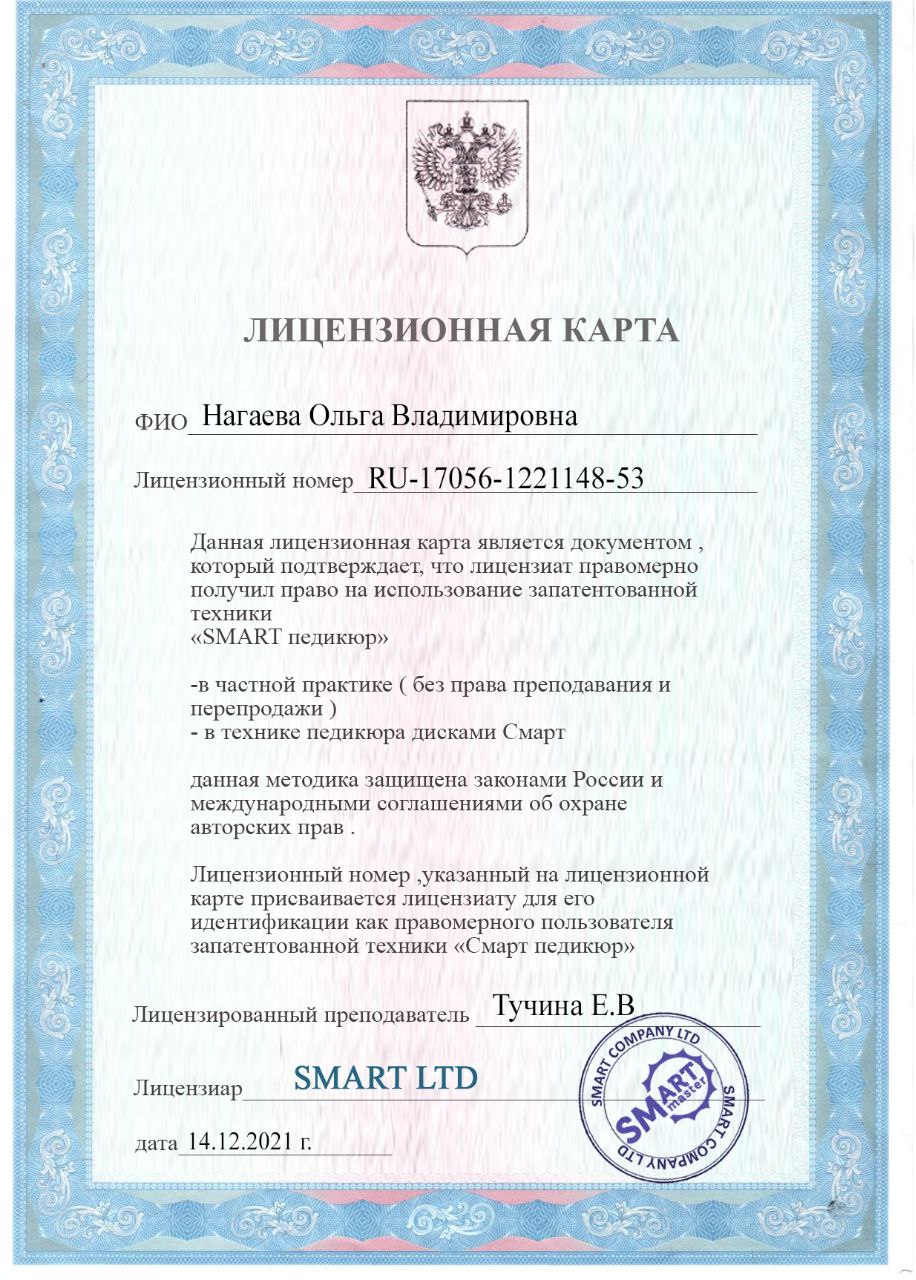 ЛИЦЕНЗИОННАЯ КАРТА
ФИО Нагаева Ольга Владимировна
Лицензионный номер RU-17056-1221148-53
Данная лицензионная карта является документом ,
который подтверждает, что лицензиат правомерно
получил право на использование запатентованной
техники
«SMART педикюр»
-в частной практике ( без права преподавания и
перепродажи )
- в технике педикюра дисками Смарт
данная методика защищена законами России и
международными соглашениями об охране
авторских прав .
Лицензионный номер ,указанный на лицензионной
карте присваивается лицензиату для его
идентификации как правомерного пользователя
запатентованной техники «Смарт педикюр»
Лицензированный преподаватель Тучина Е.В
Лицензиар SMART LTD
дата 14.12.2021 г.
SMART COMPANY LTD
SMART
master
SMART COMPANY LTD